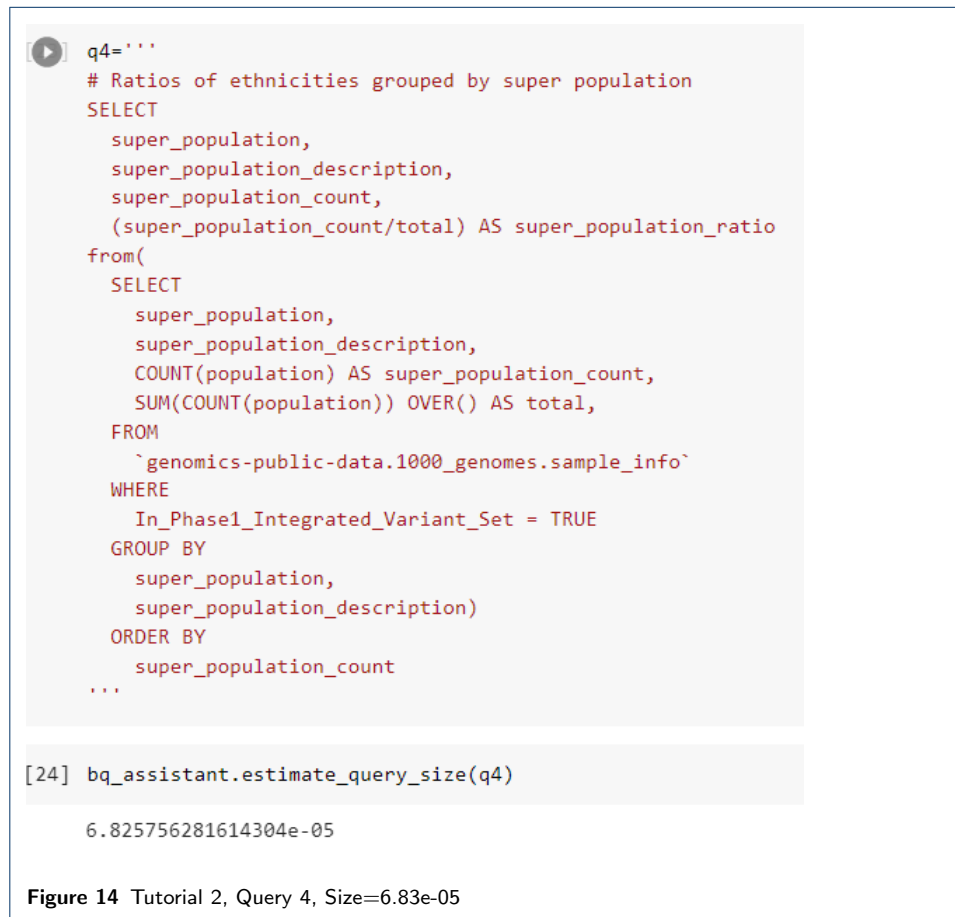 q4='''
# Ratios of ethnicities grouped by super population
SELECT
  super_population,
  super_population_description,
  super_population_count,
  (super_population_count/total) AS super_population_ratio
from(
  SELECT
    super_population,
    super_population_description,
    COUNT(population) AS super_population_count,
    SUM(COUNT(population)) OVER() AS total,
  FROM
    `genomics-public-data.1000_genomes.sample_info`
  WHERE
    In_Phase1_Integrated_Variant_Set = TRUE
  GROUP BY
    super_population,
    super_population_description)
  ORDER BY
    super_population_count
'''
[24] bq_assistant.estimate_query_size(q4)
6.825756281614304e-05
Figure 14 Tutorial 2, Query 4, Size=6.83e-05